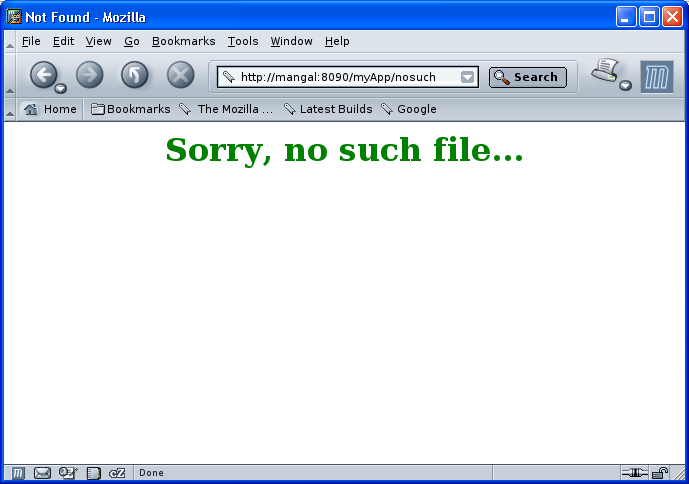 Not Found - Mozilla
File Edit View Go Bookmarks Tools Window Help
http://mangal:8090/myApp/nosuch Search m
Home Bookmarks The Mozilla ... Latest Builds Google
Sorry, no such file...
m cZ Done